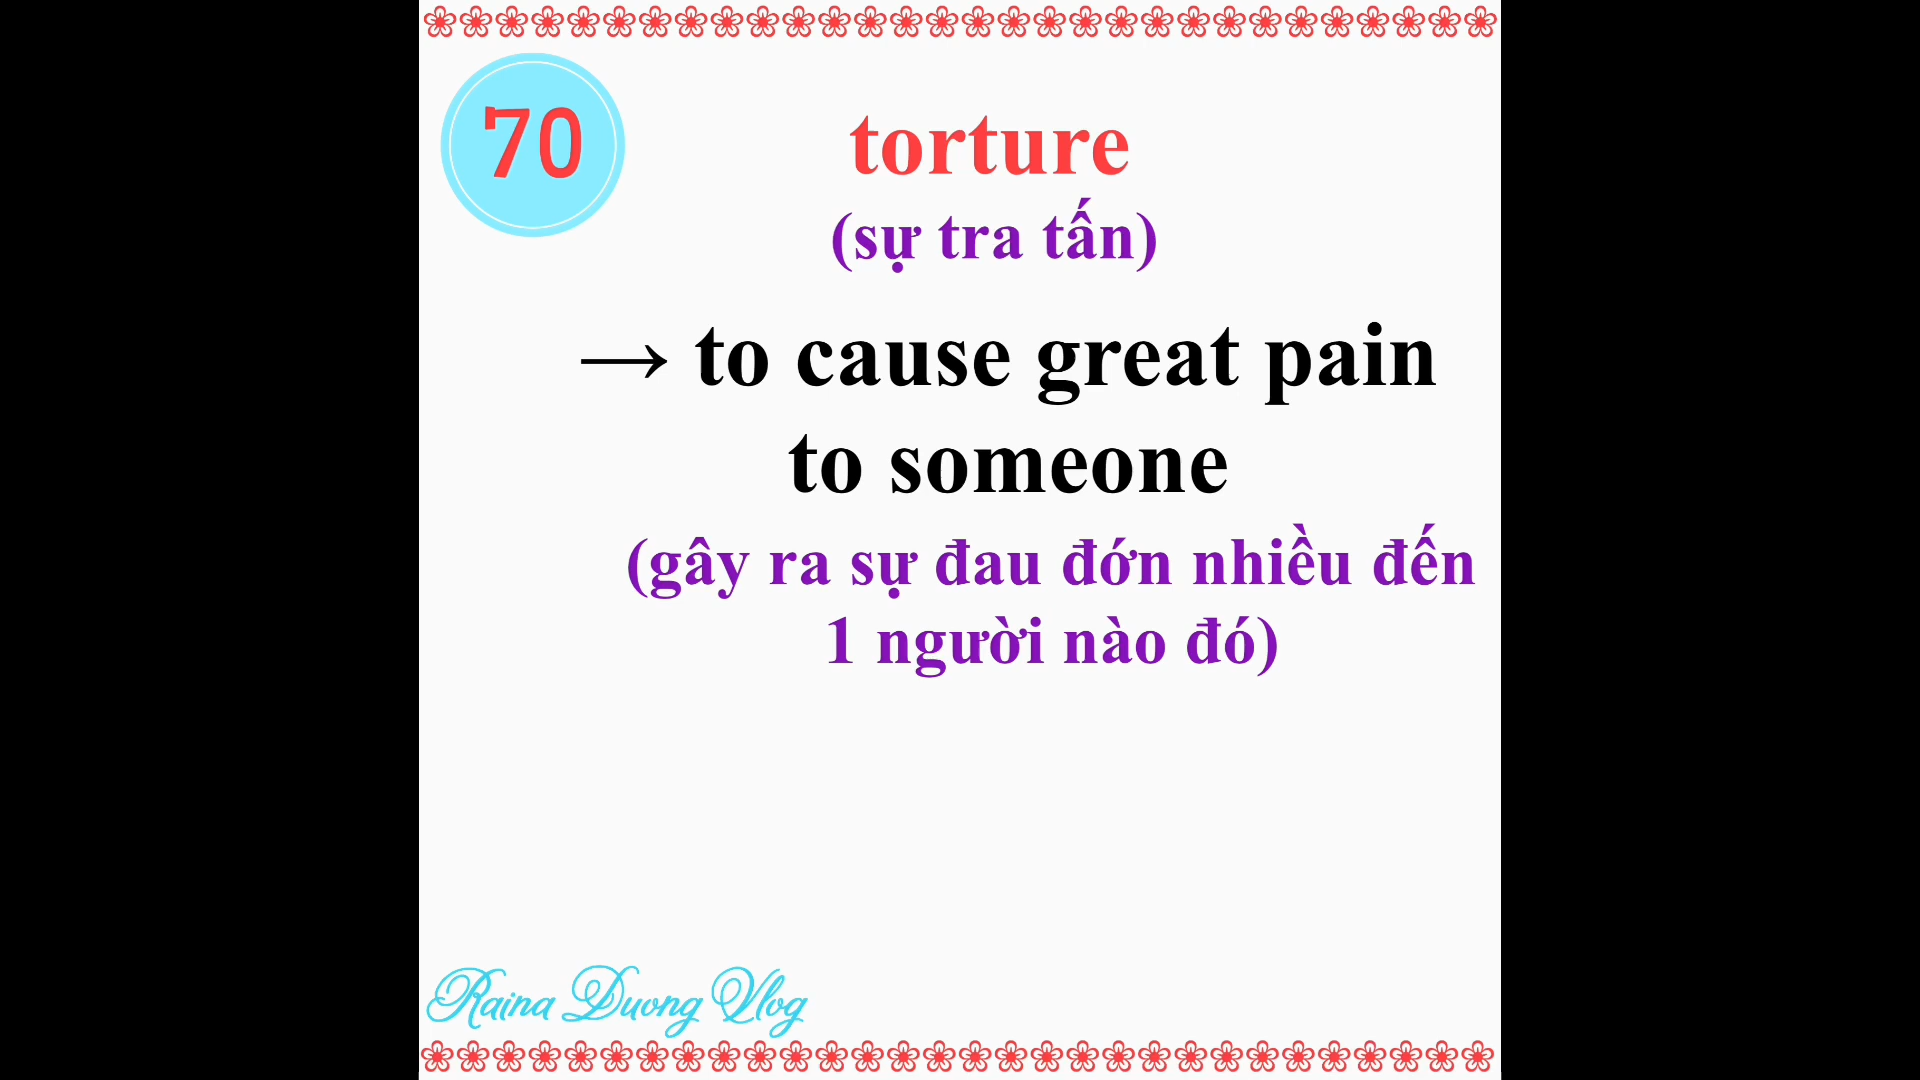 70
torture
(sự tra tấn)
→ to cause great pain
to someone
(gây ra sự đau đớn nhiều đến
1 người nào đó)
Raina Duong Vlog